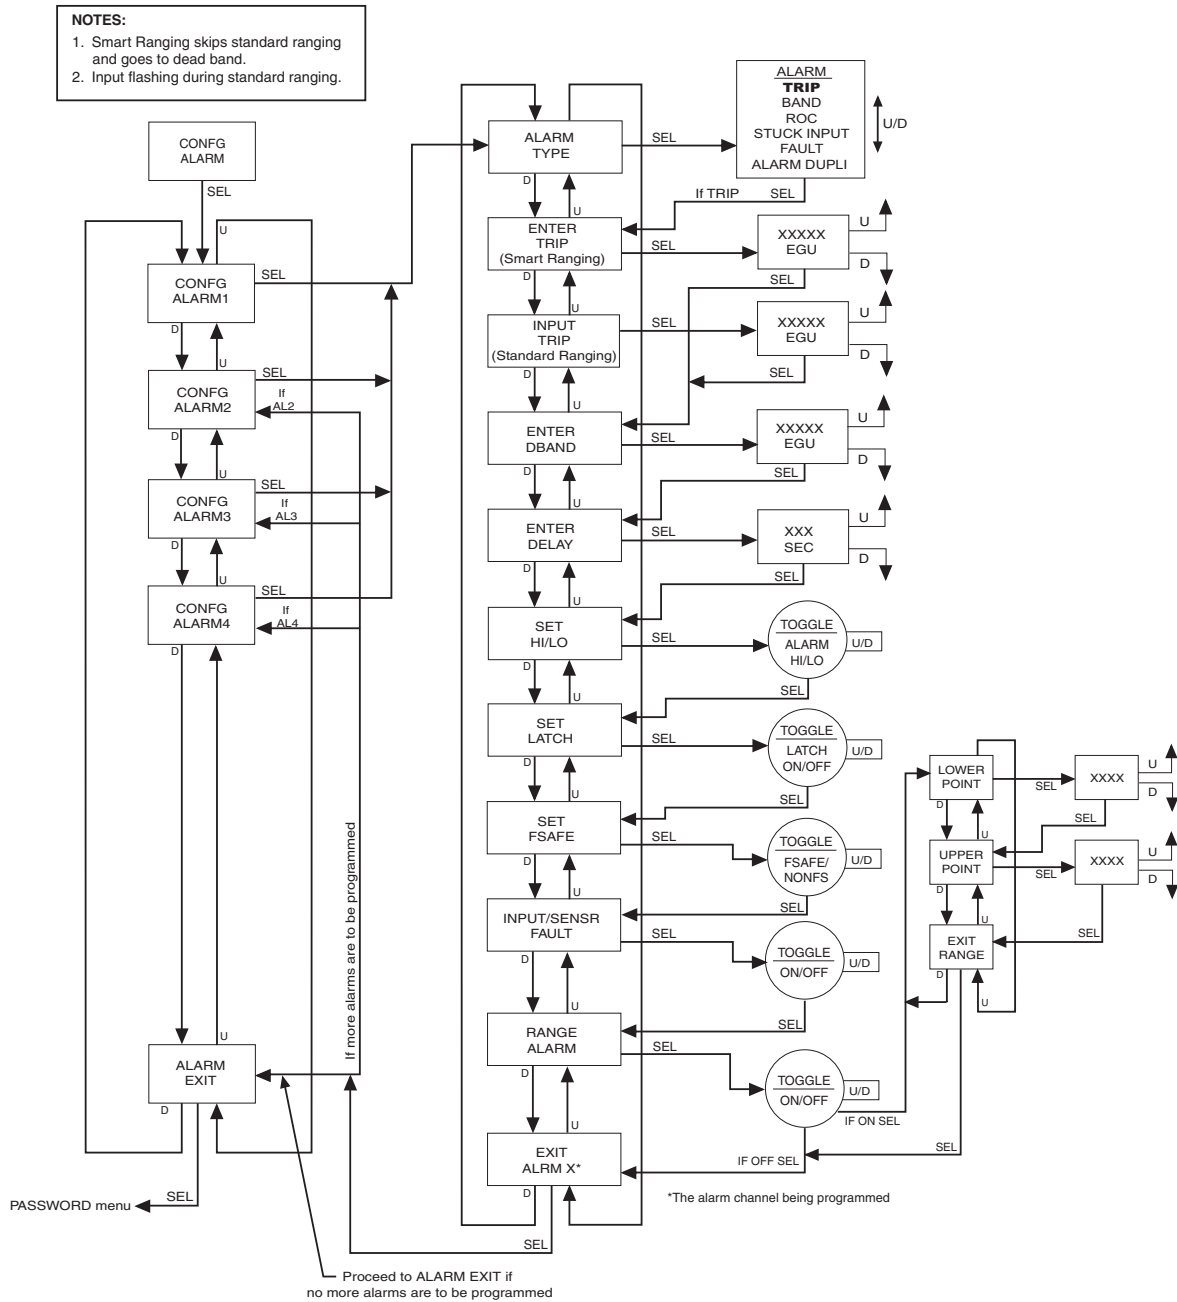 NOTES:
1. Smart Ranging skips standard ranging
and goes to dead band.
2. Input flashing during standard ranging.
CONFG
ALARM
SEL
U
CONFG
ALARM1
SEL
D
U
CONFG
ALARM2
SEL
If
AL2
D
U
CONFG
ALARM3
SEL
If
AL3
D
U
CONFG
ALARM4
SEL
If
AL4
D
If more alarms are to be programmed
U
ALARM
EXIT
D
SEL
PASSWORD menu
Proceed to ALARM EXIT if
no more alarms are to be programmed
ALARM
TYPE
SEL
D
U
ALARM
TRIP
BAND
ROC
STUCK INPUT
FAULT
ALARM DUPLI
U/D
If TRIP
SEL
ENTER
TRIP
(Smart Ranging)
SEL
D
U
XXXXX
EGU
U
D
SEL
INPUT
TRIP
(Standard Ranging)
SEL
D
U
XXXXX
EGU
U
D
SEL
ENTER
DBAND
SEL
D
U
XXXXX
EGU
U
D
SEL
ENTER
DELAY
SEL
D
U
XXX
SEC
U
D
SEL
SET
HI/LO
SEL
D
U
TOGGLE
ALARM
HI/LO
U/D
SEL
SET
LATCH
SEL
D
U
TOGGLE
LATCH
ON/OFF
U/D
SEL
SET
FSAFE
SEL
D
U
TOGGLE
FSAFE/
NONFS
U/D
SEL
INPUT/SENSR
FAULT
SEL
D
U
TOGGLE
ON/OFF
U/D
SEL
RANGE
ALARM
SEL
D
U
TOGGLE
ON/OFF
U/D
IF ON SEL
IF OFF SEL
SEL
EXIT
ALRM X*
D
SEL
*The alarm channel being programmed
LOWER
POINT
SEL
D
U
XXXX
U
D
SEL
UPPER
POINT
SEL
D
U
XXXX
U
D
SEL
EXIT
RANGE
D
U